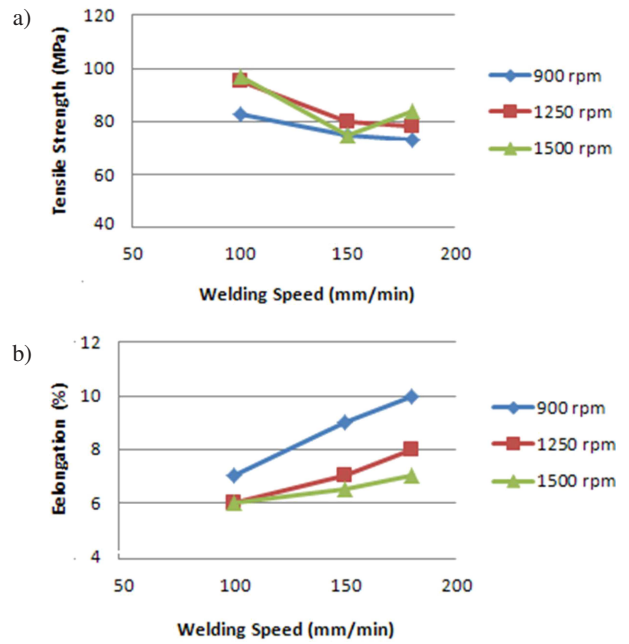 a)
120
100
80
60
40
50 100 150 200
Tensile Strength (MPa)
Welding Speed (mm/min)
900 rpm
1250 rpm
1500 rpm
b)
12
10
8
6
4
50 100 150 200
Eelongation (%)
Welding Speed (mm/min)
900 rpm
1250 rpm
1500 rpm